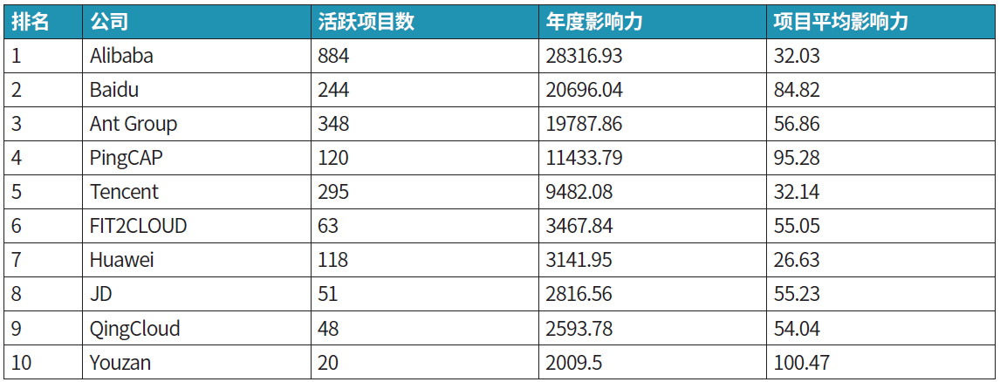 排名 公司 活跃项目数 年度影响力 项目平均影响力
1 Alibaba 884 28316.93 32.03
2 Baidu 244 20696.04 84.82
3 Ant Group 348 19787.86 56.86
4 PingCAP 120 11433.79 95.28
5 Tencent 295 9482.08 32.14
6 FIT2CLOUD 63 3467.84 55.05
7 Huawei 118 3141.95 26.63
8 JD 51 2816.56 55.23
9 QingCloud 48 2593.78 54.04
10 Youzan 20 2009.5 100.47